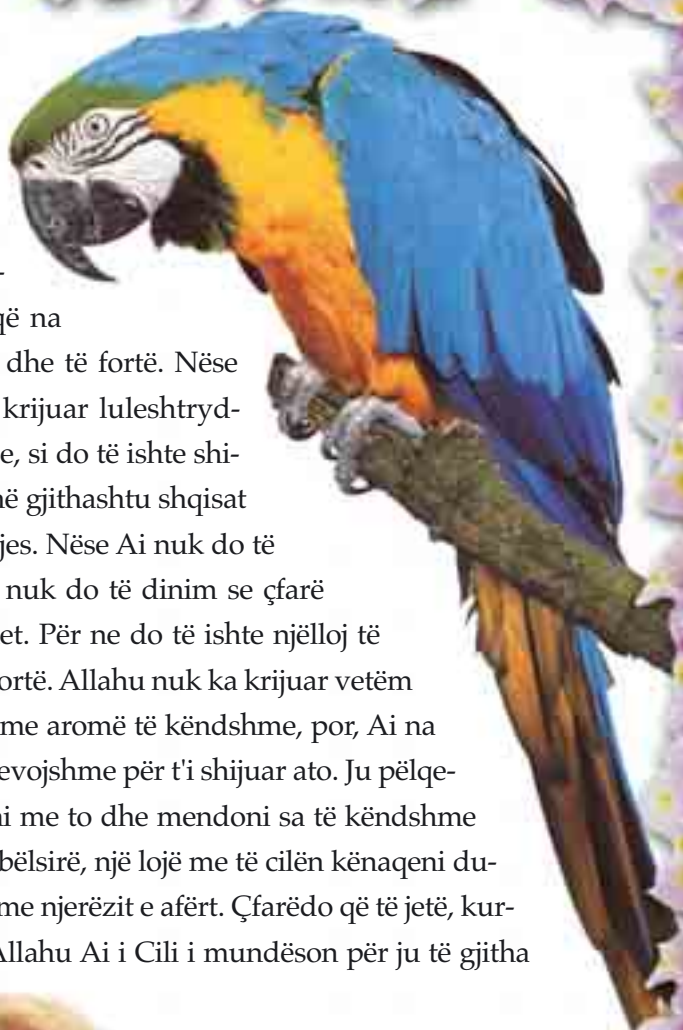 -
që na
dhe të fortë. Nëse
krijuar luleshtryd-
e, si do të ishte shi-
në gjithashtu shqisat
jes. Nëse Ai nuk do të
nuk do të dinim se çfarë
et. Për ne do të ishte njëlloj të
ortë. Allahu nuk ka krijuar vetëm
me aromë të këndshme, por, Ai na
evojshme për t'i shijuar ato. Ju pëlqe-
ni me to dhe mendoni sa të këndshme
bëlsirë, një lojë me të cilën kënaqeni du-
me njerëzit e afërt. Çfarëdo që të jetë, kur-
Allahu Ai i Cili i mundëson për ju të gjitha